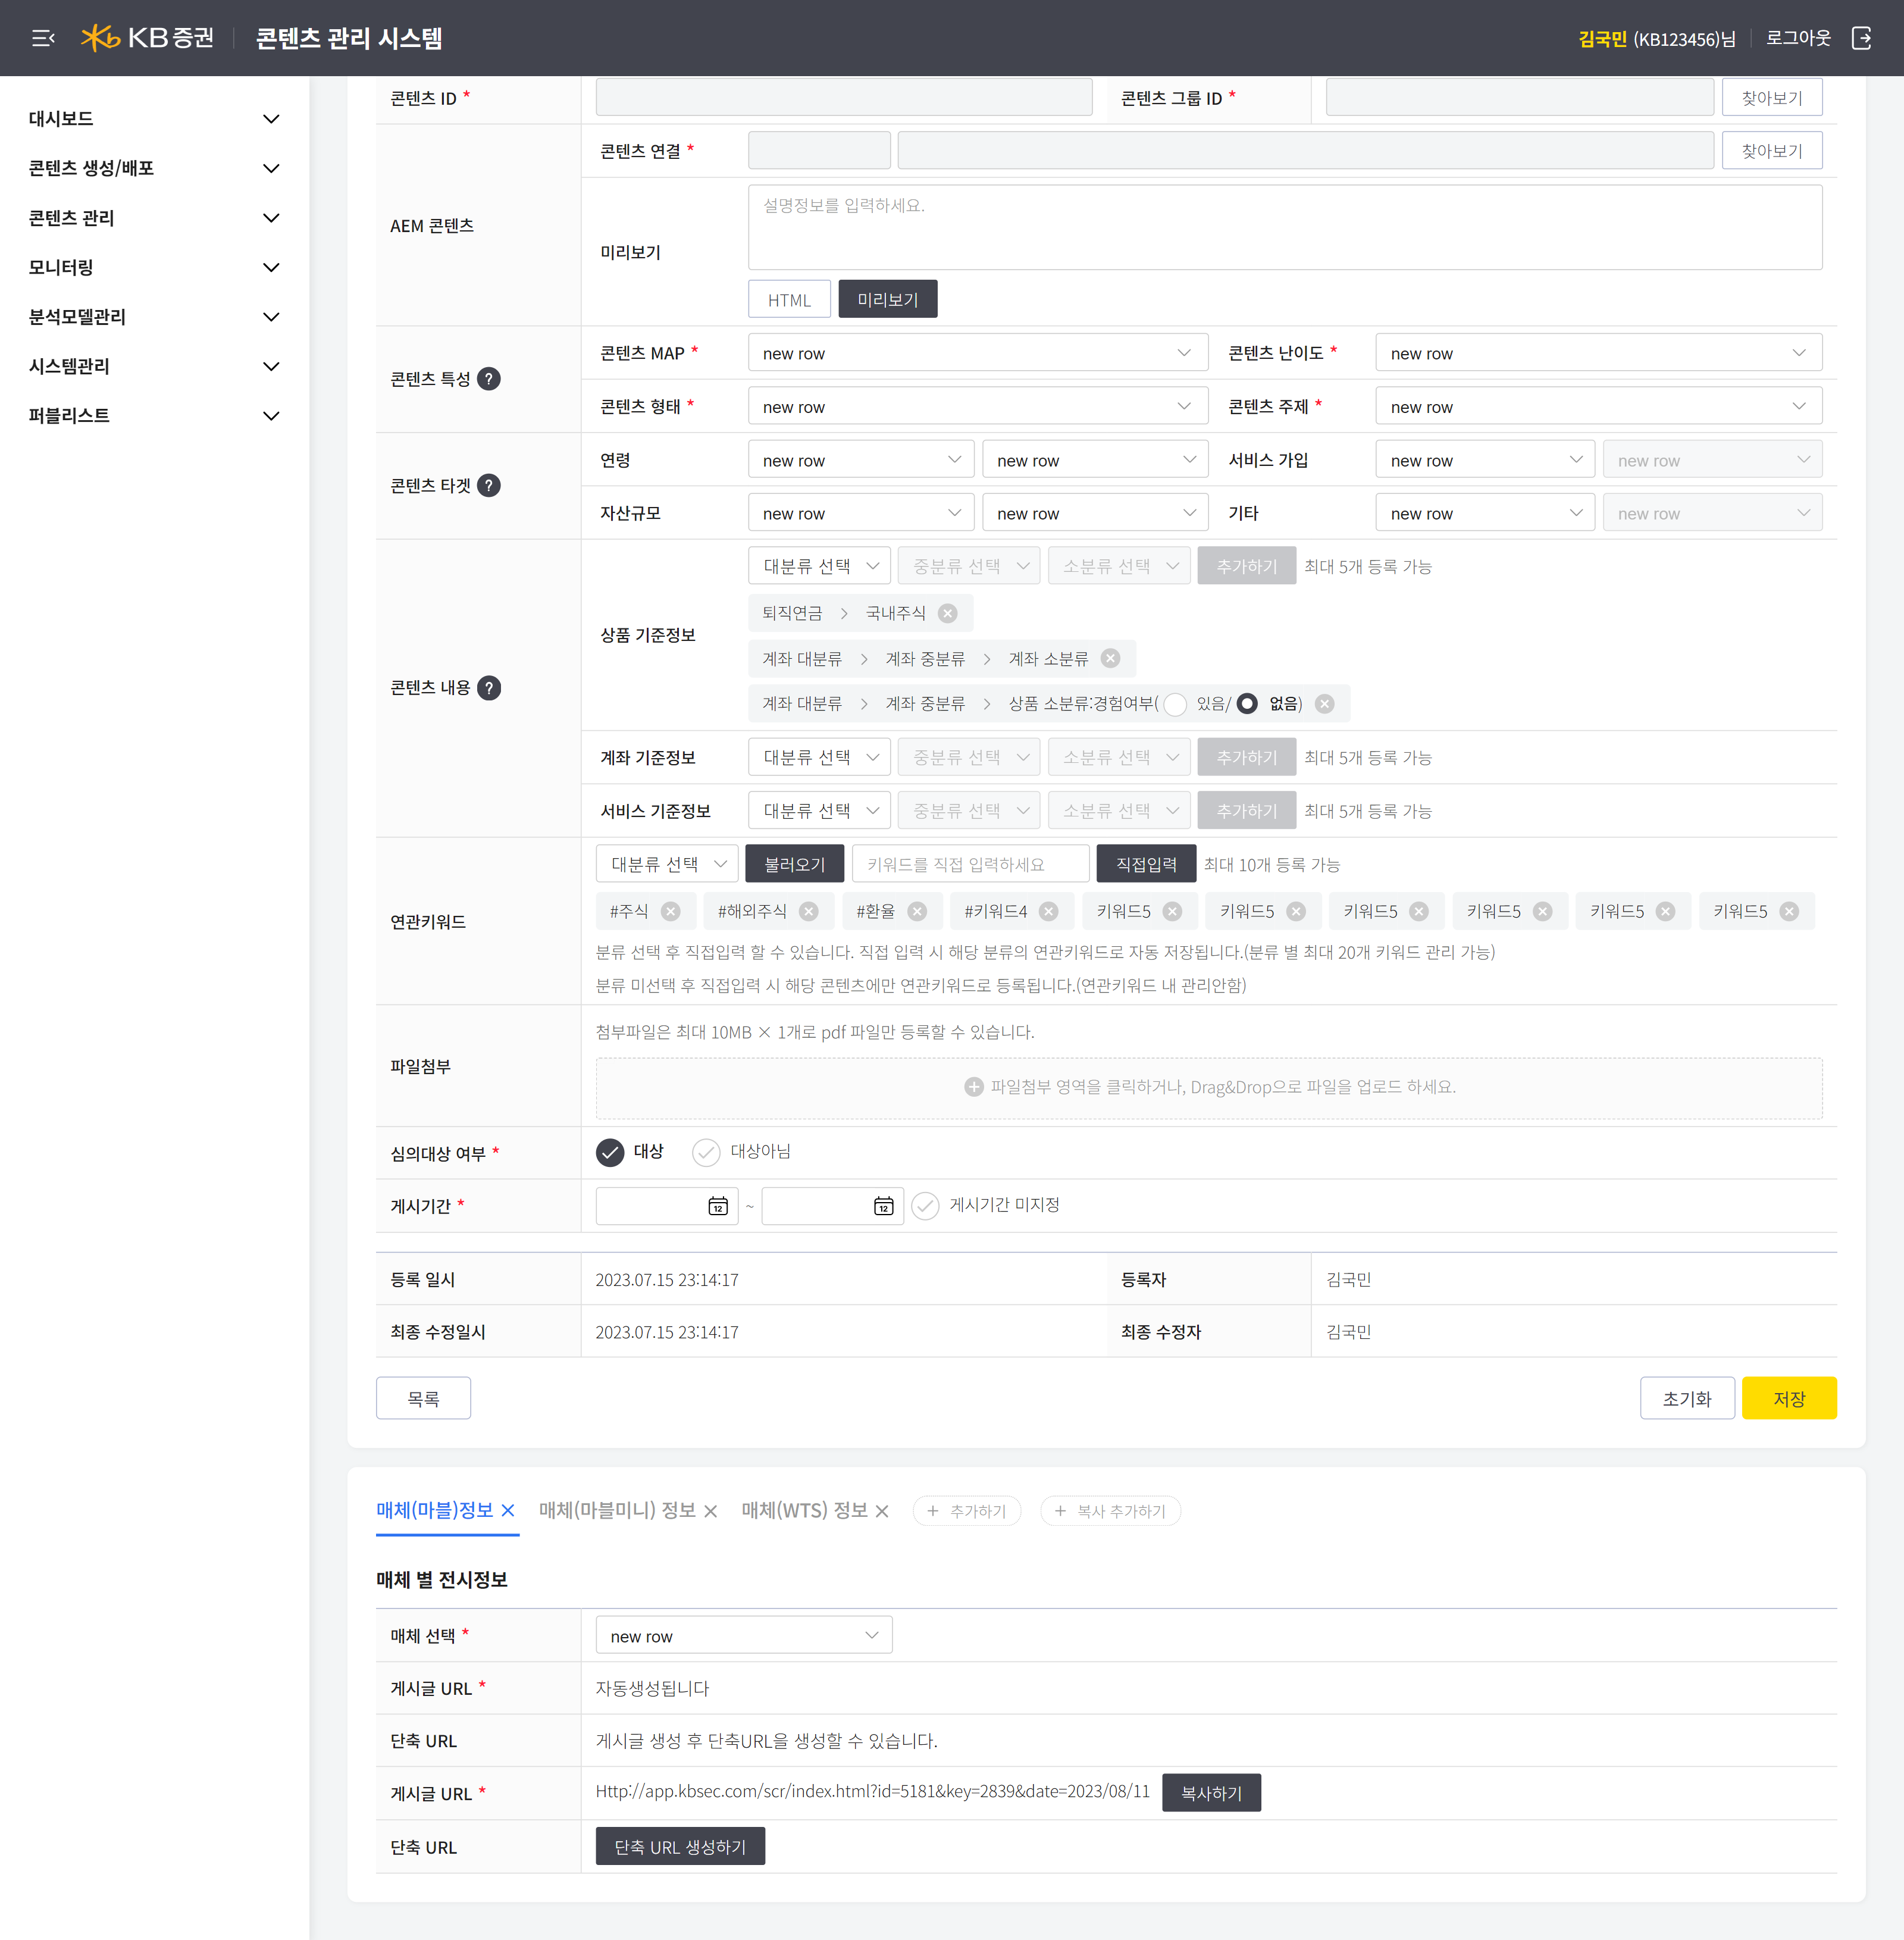 KB증권 콘텐츠 관리 시스템 김국민 (KB123456)님 로그아웃
대시보드
콘텐츠 생성/배포
콘텐츠 관리
모니터링
분석모델관리
시스템관리
퍼블리스트
콘텐츠 ID * 콘텐츠 그룹 ID * 찾아보기
AEM 콘텐츠
콘텐츠 연결 * 찾아보기
미리보기
설명정보를 입력하세요.
HTML 미리보기
콘텐츠 특성 ?
콘텐츠 MAP * new row 콘텐츠 난이도 * new row
콘텐츠 형태 * new row 콘텐츠 주제 * new row
콘텐츠 타겟 ?
연령 new row new row 서비스 가입 new row new row
자산규모 new row new row 기타 new row new row
콘텐츠 내용 ?
상품 기준정보
대분류 선택 중분류 선택 소분류 선택 추가하기 최대 5개 등록 가능
퇴직연금 > 국내주식
계좌 대분류 > 계좌 중분류 > 계좌 소분류
계좌 대분류 > 계좌 중분류 > 상품 소분류:경험여부( 있음/ 없음)
계좌 기준정보 대분류 선택 중분류 선택 소분류 선택 추가하기 최대 5개 등록 가능
서비스 기준정보 대분류 선택 중분류 선택 소분류 선택 추가하기 최대 5개 등록 가능
연관키워드
대분류 선택 불러오기 키워드를 직접 입력하세요 직접입력 최대 10개 등록 가능
#주식 #해외주식 #환율 #키워드4 키워드5 키워드5 키워드5 키워드5 키워드5 키워드5
분류 선택 후 직접입력 할 수 있습니다. 직접 입력 시 해당 분류의 연관키워드로 자동 저장됩니다.(분류 별 최대 20개 키워드 관리 가능)
분류 미선택 후 직접입력 시 해당 콘텐츠에만 연관키워드로 등록됩니다.(연관키워드 내 관리안함)
파일첨부
첨부파일은 최대 10MB × 1개로 pdf 파일만 등록할 수 있습니다.
파일첨부 영역을 클릭하거나, Drag&Drop으로 파일을 업로드 하세요.
심의대상 여부 * 대상 대상아님
게시기간 * 12 ~ 12 게시기간 미지정
등록 일시 2023.07.15 23:14:17 등록자 김국민
최종 수정일시 2023.07.15 23:14:17 최종 수정자 김국민
목록 초기화 저장
매체(마블)정보 매체(마블미니) 정보 매체(WTS) 정보 + 추가하기 + 복사 추가하기
매체 별 전시정보
매체 선택 * new row
게시글 URL * 자동생성됩니다
단축 URL 게시글 생성 후 단축URL을 생성할 수 있습니다.
게시글 URL * Http://app.kbsec.com/scr/index.html?id=5181&key=2839&date=2023/08/11 복사하기
단축 URL 단축 URL 생성하기